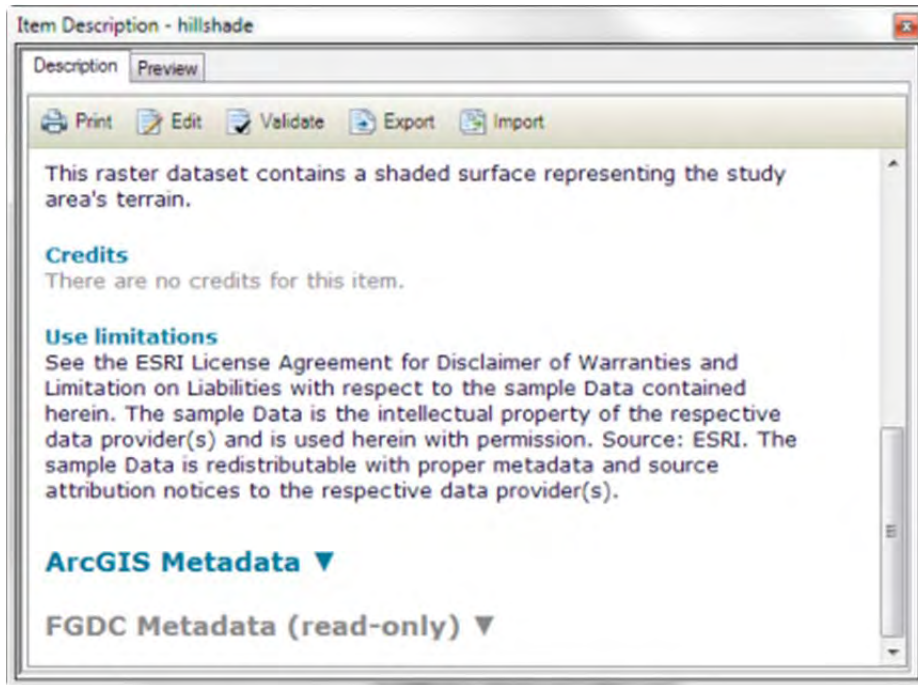 Item Description - hillshade
Description Preview
Print Edit Validate Export Import
This raster dataset contains a shaded surface representing the study
area's terrain.
Credits
There are no credits for this item.
Use limitations
See the ESRI License Agreement for Disclaimer of Warranties and
Limitation on Liabilities with respect to the sample Data contained
herein. The sample Data is the intellectual property of the respective
data provider(s) and is used herein with permission. Source: ESRI. The
sample Data is redistributable with proper metadata and source
attribution notices to the respective data provider(s).
ArcGIS Metadata ▼
FGDC Metadata (read-only) ▼